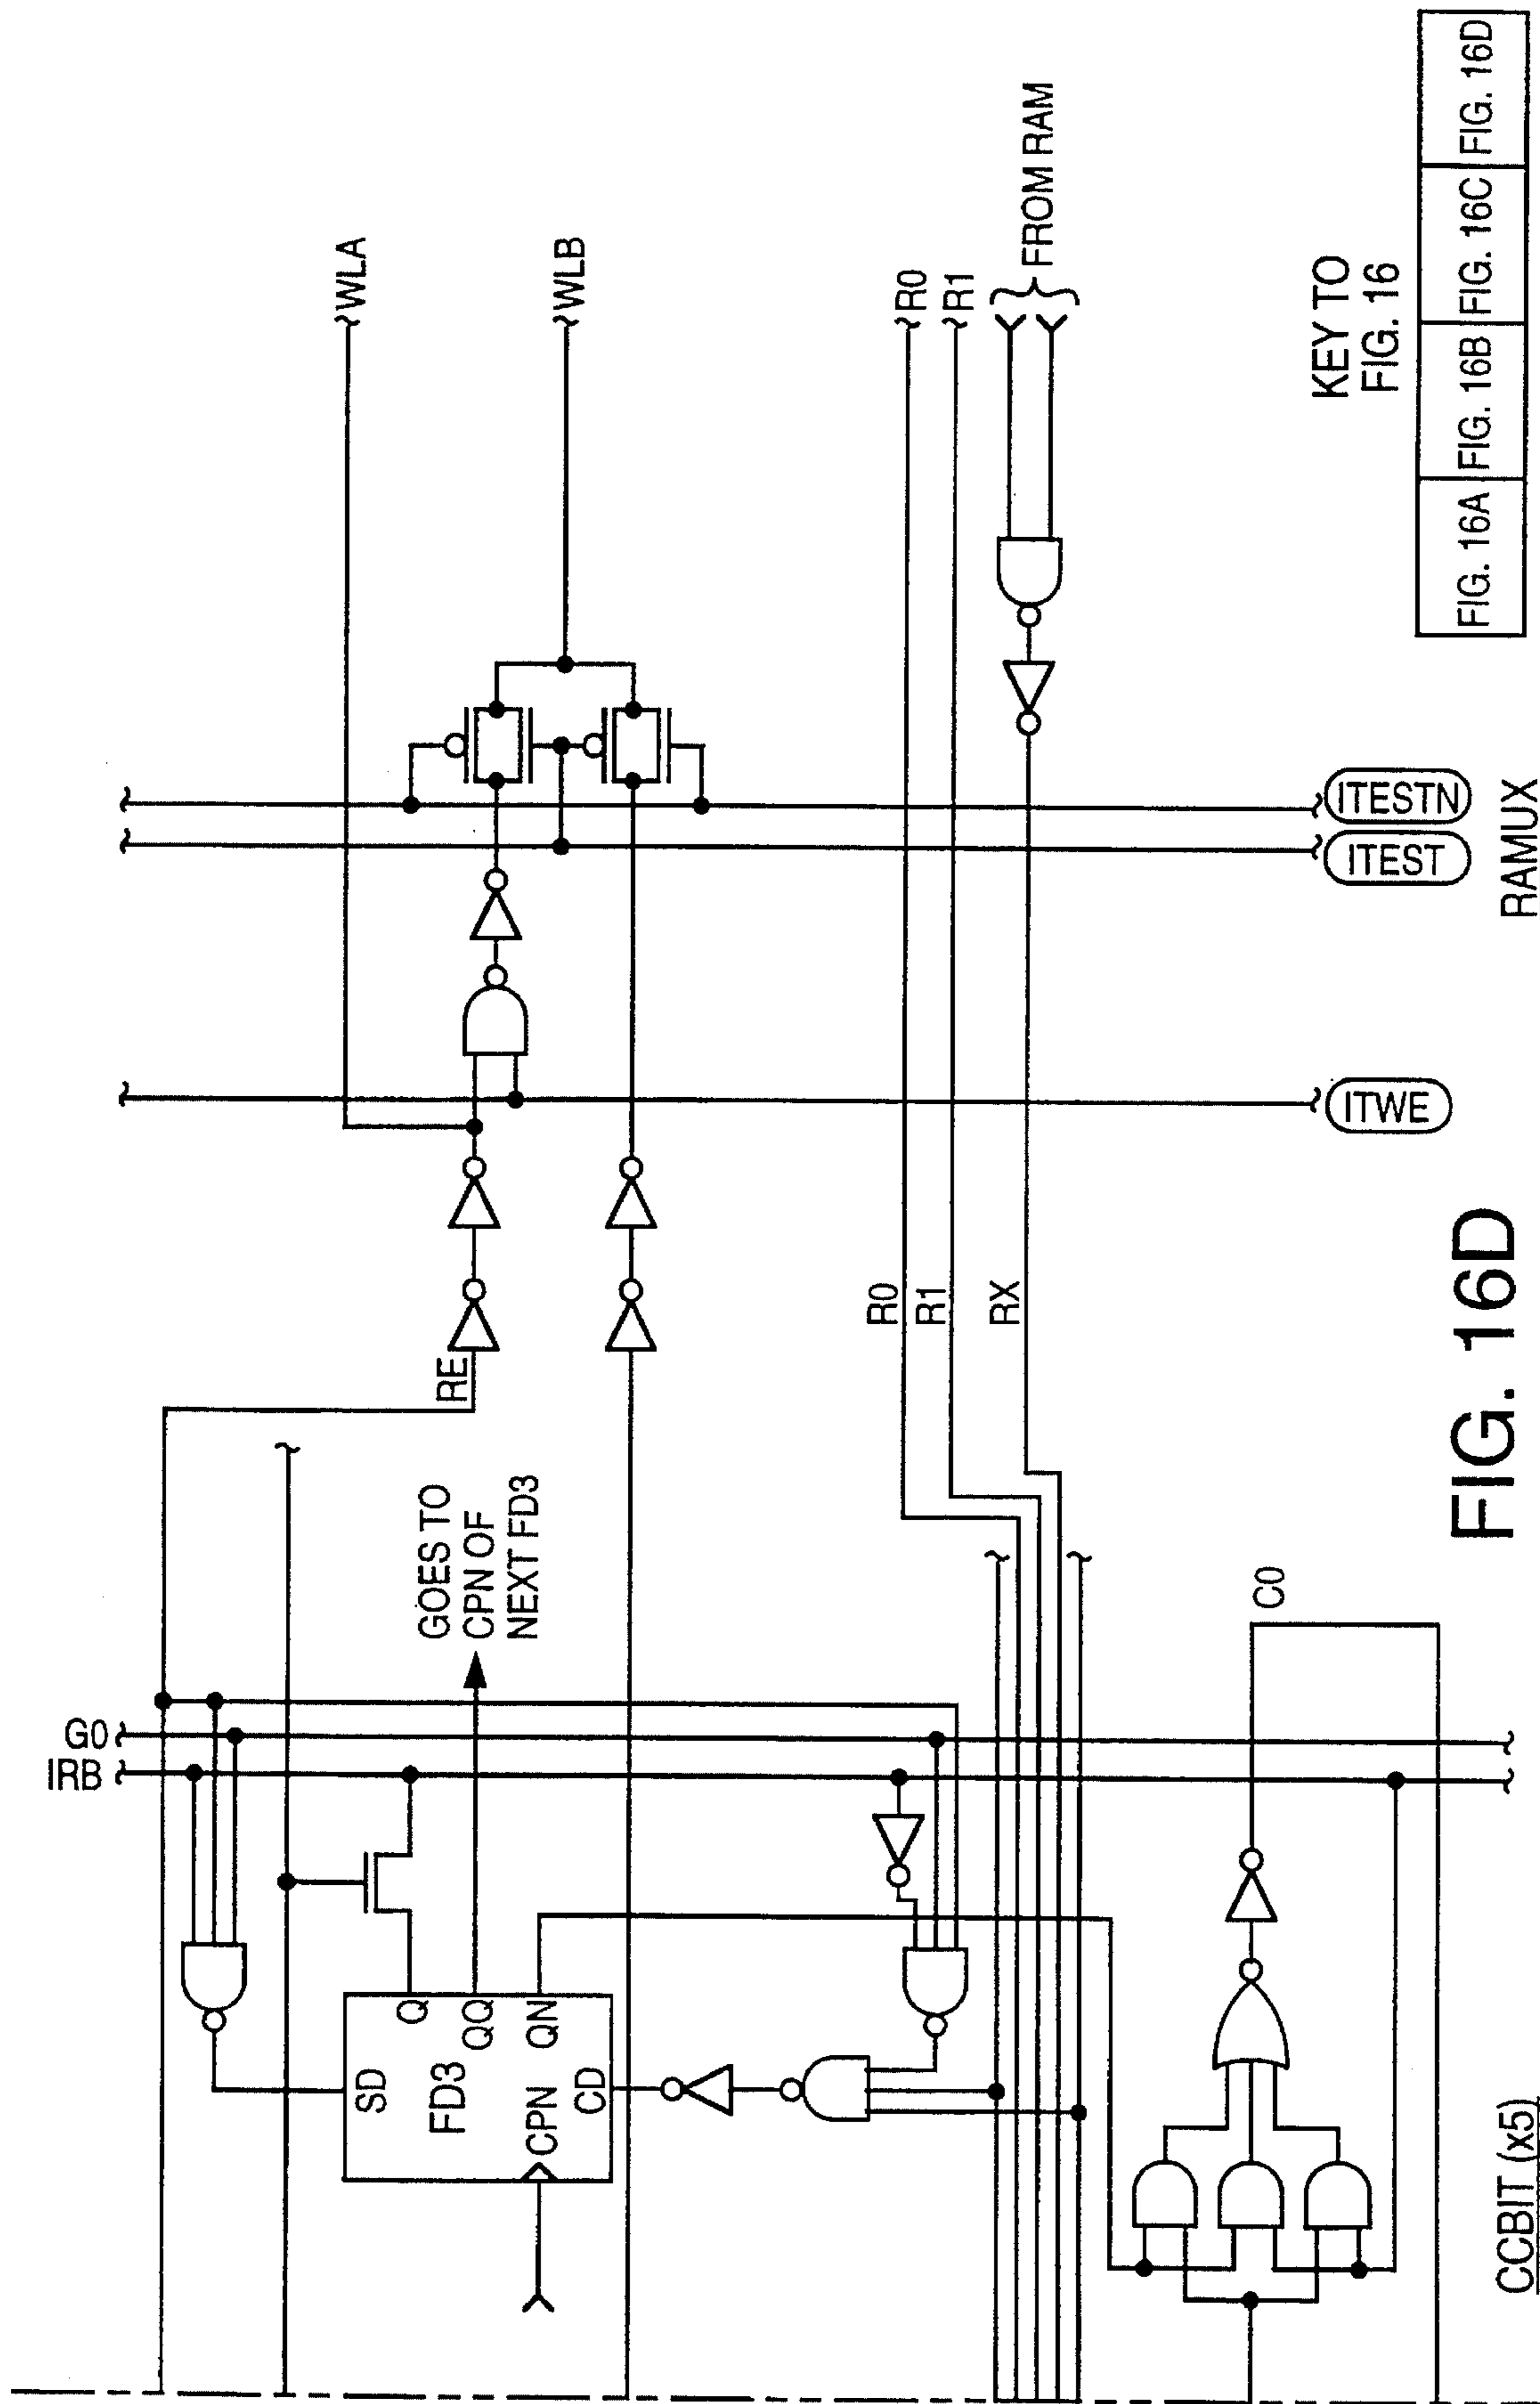 G0
IRB
SD
Q
FD3
QQ
CPN
QN
CD
GOES TO
CPN OF
NEXT FD3
RE
WLA
WLB
R0
R1
RX
R0
R1
FROM RAM
C0
CCBIT (x5)
ITWE
ITEST
ITESTN
RAMUX
KEY TO
FIG. 16
FIG. 16A FIG. 16B FIG. 16C FIG. 16D
FIG. 16D